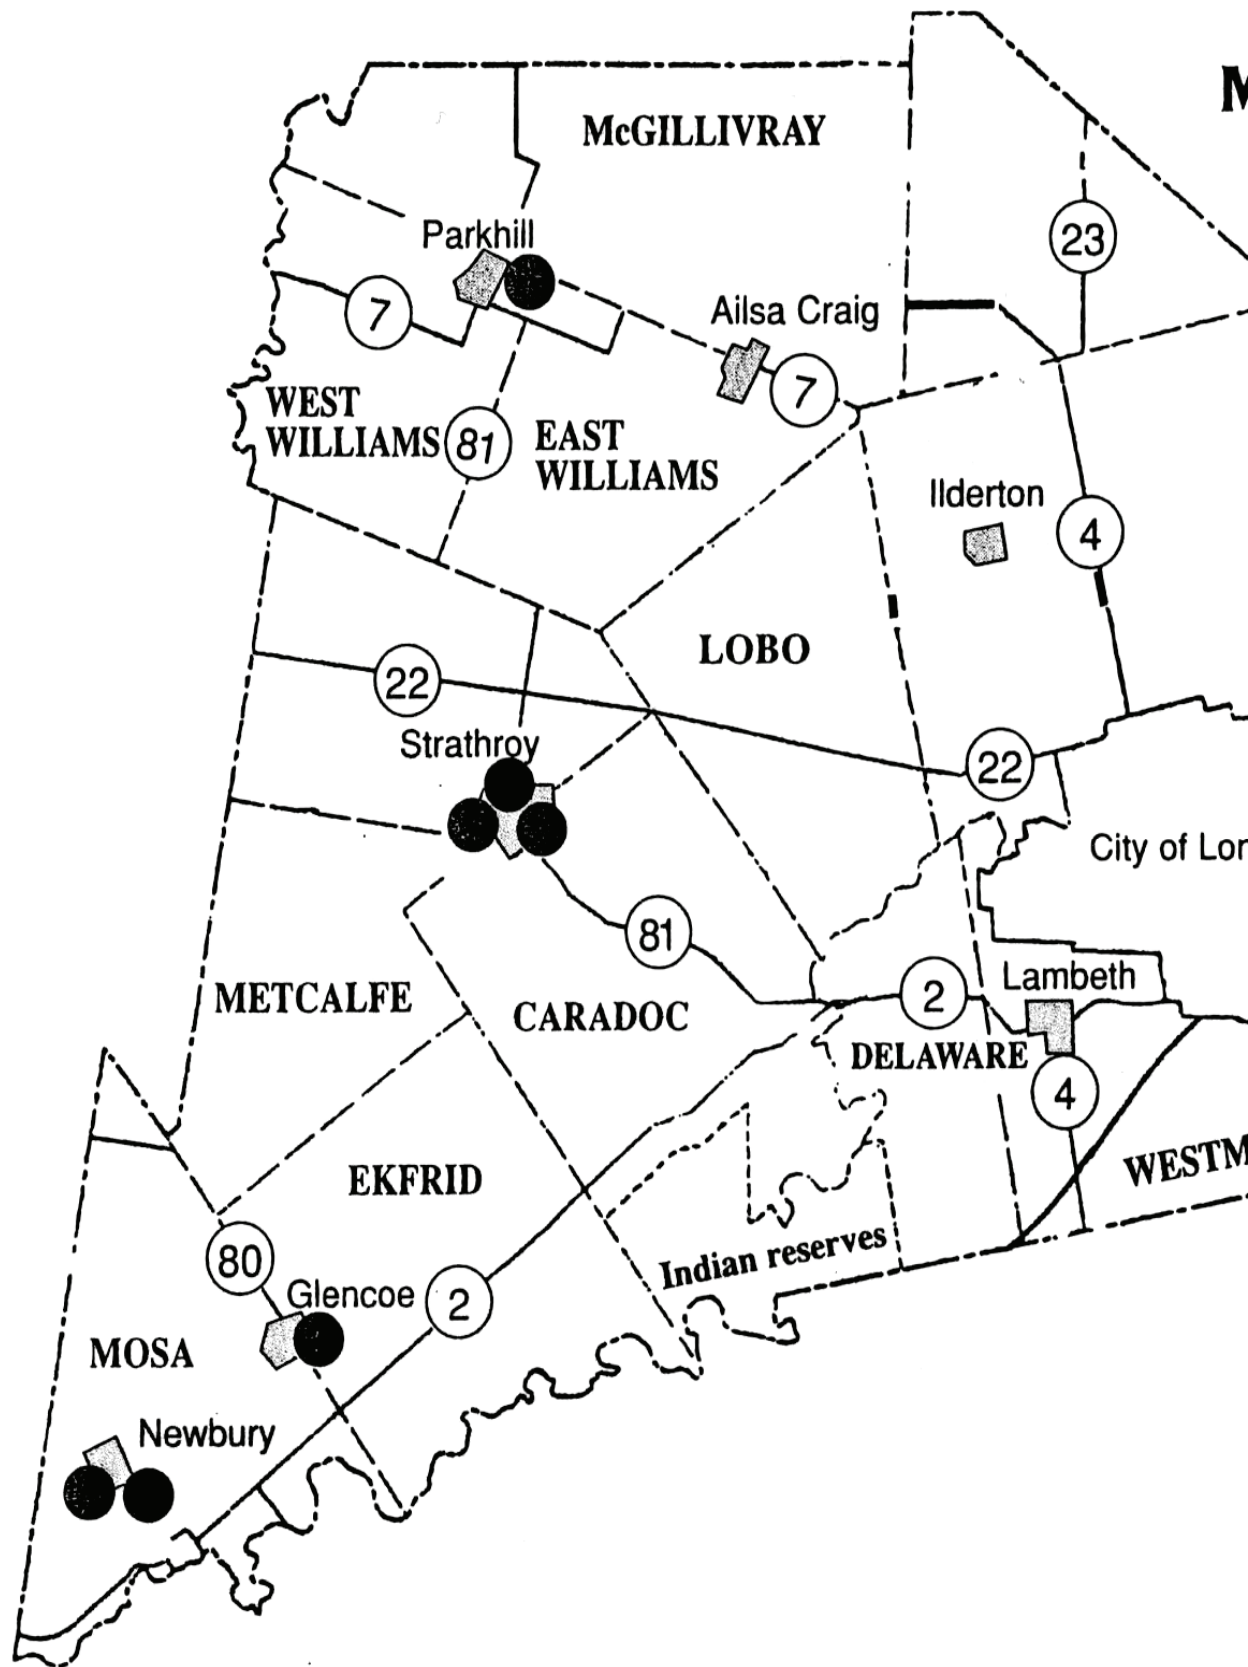 M
McGILLIVRAY
23
Parkhill
7
Ailsa Craig
7
WEST
WILLIAMS
81
EAST
WILLIAMS
Ilderton
4
LOBO
22
Strathroy
22
City of Lon
81
METCALFE
CARADOC
2
Lambeth
DELAWARE
4
EKFRID
WESTM
80
Glencoe
2
Indian reserves
MOSA
Newbury